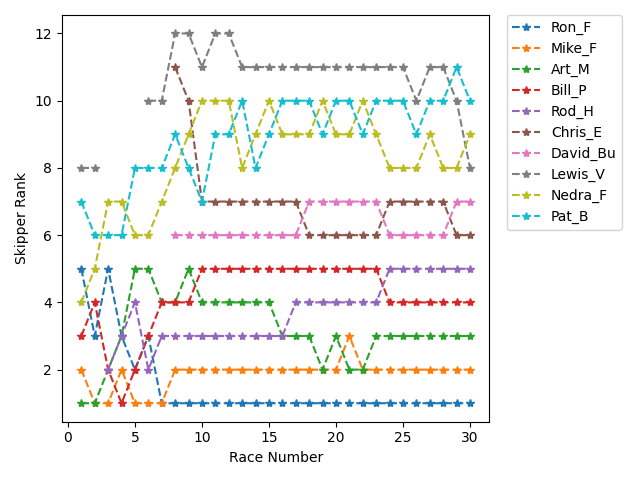 12
10
8
6
4
2
Skipper Rank
0
5
10
15
20
25
30
Race Number
Ron_F
Mike_F
Art_M
Bill_P
Rod_H
Chris_E
David_Bu
Lewis_V
Nedra_F
Pat_B